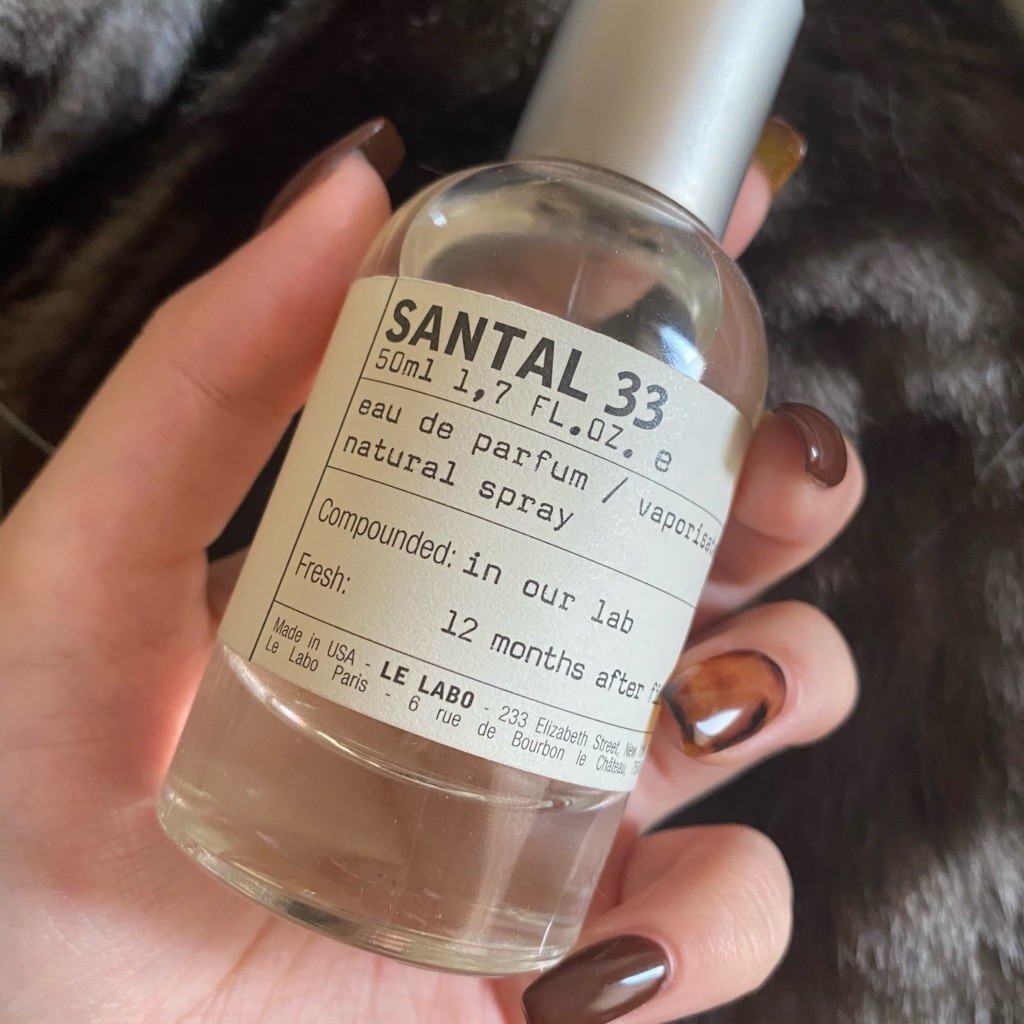 SANTAL 33
50ml 1,7 FL.OZ. e
eau de parfum /
natural spray
Compounded: in our lab
Fresh: 12 months after
Made in USA - LE LABO - 233 Elizabeth Street, New
Le Labo Paris - 6 rue de Bourbon le Château,